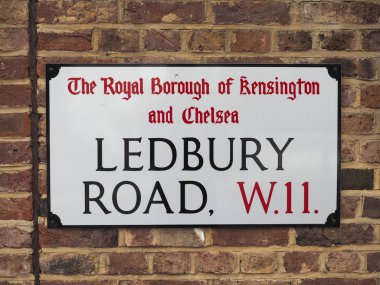 The Royal Borough of Kensington
and Chelsea
LEDBURY
ROAD, W.11.